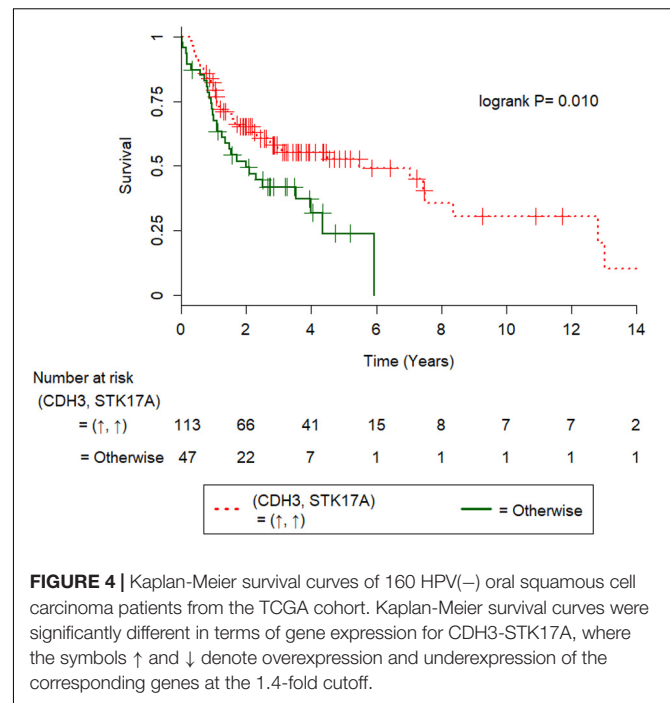 1
0.75
0.5
0.25
0
Survival
logrank P= 0.010
0 2 4 6 8 10 12 14
Time (Years)
Number at risk
(CDH3, STK17A)
= (↑, ↑) 113 66 41 15 8 7 7 2
= Otherwise 47 22 7 1 1 1 1 1
(CDH3, STK17A)
= (↑, ↑)
= Otherwise
FIGURE 4 | Kaplan-Meier survival curves of 160 HPV(−) oral squamous cell
carcinoma patients from the TCGA cohort. Kaplan-Meier survival curves were
significantly different in terms of gene expression for CDH3-STK17A, where
the symbols ↑ and ↓ denote overexpression and underexpression of the
corresponding genes at the 1.4-fold cutoff.